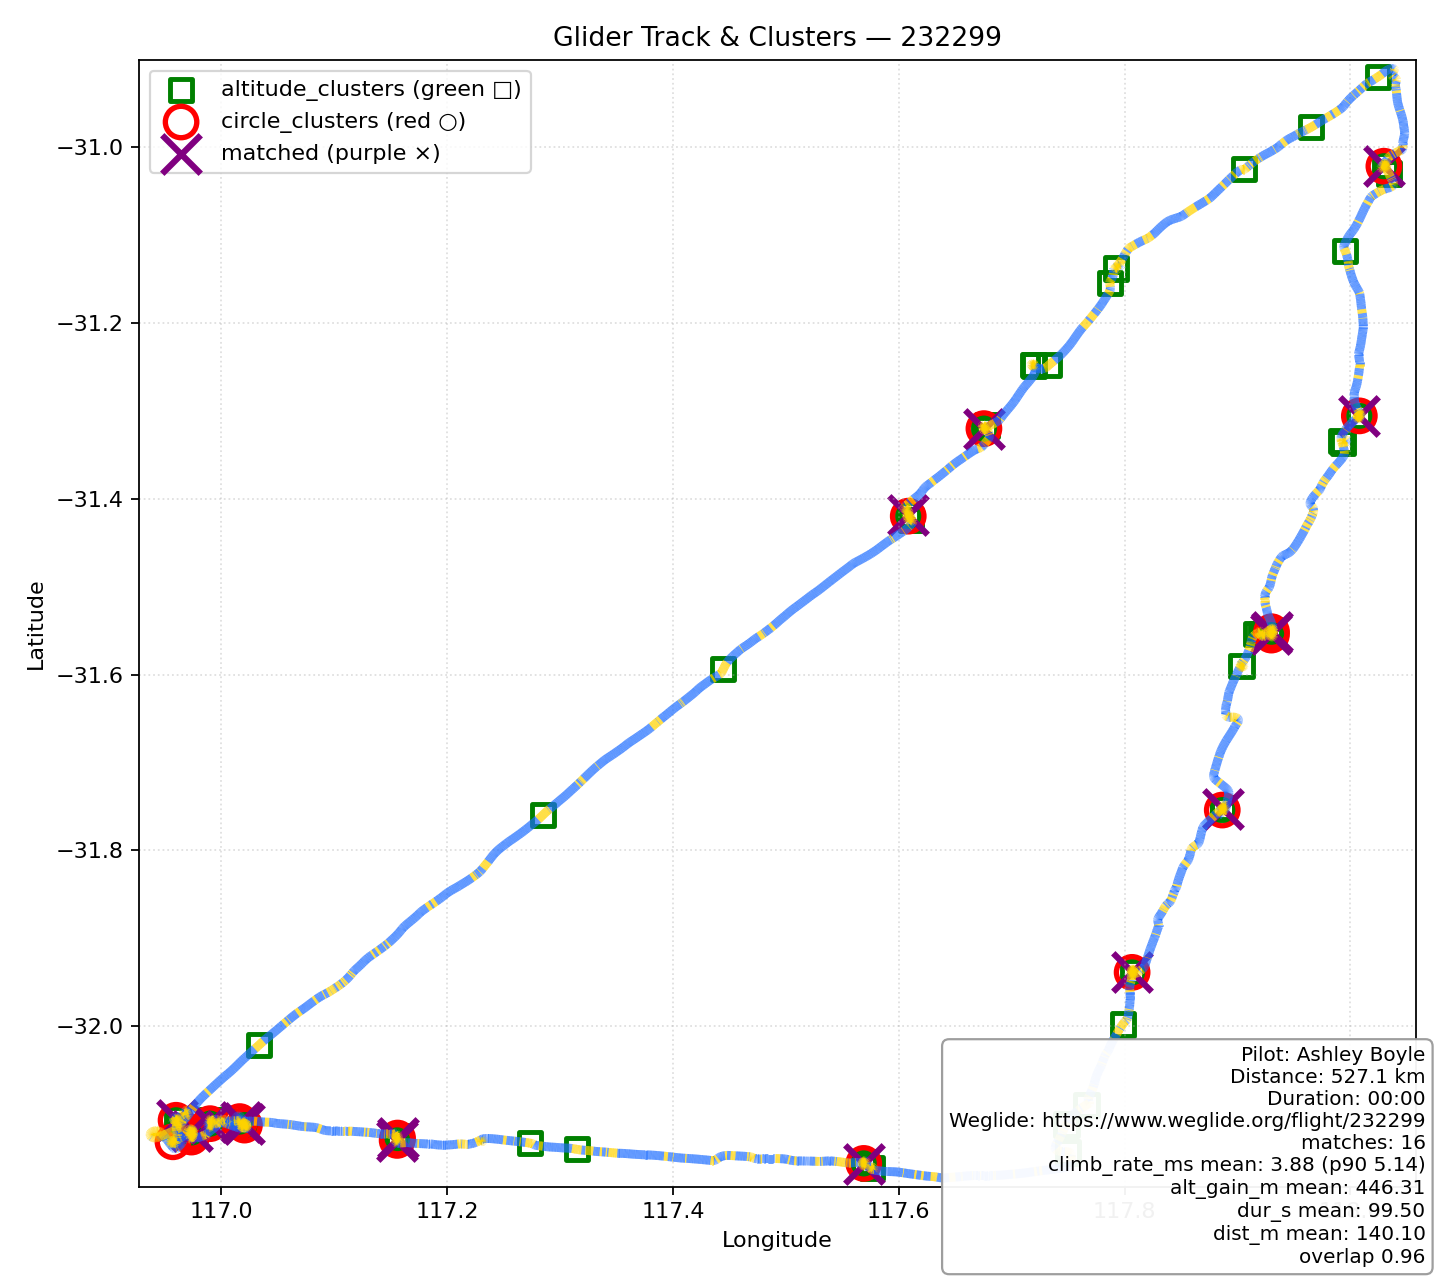 Glider Track & Clusters — 232299
altitude_clusters (green □)
circle_clusters (red ○)
matched (purple ×)
−31.0
−31.2
−31.4
−31.6
−31.8
−32.0
Latitude
117.0
117.2
117.4
117.6
117.8
Longitude
Pilot: Ashley Boyle
Distance: 527.1 km
Duration: 00:00
Weglide: https://www.weglide.org/flight/232299
matches: 16
climb_rate_ms mean: 3.88 (p90 5.14)
alt_gain_m mean: 446.31
dur_s mean: 99.50
dist_m mean: 140.10
overlap 0.96